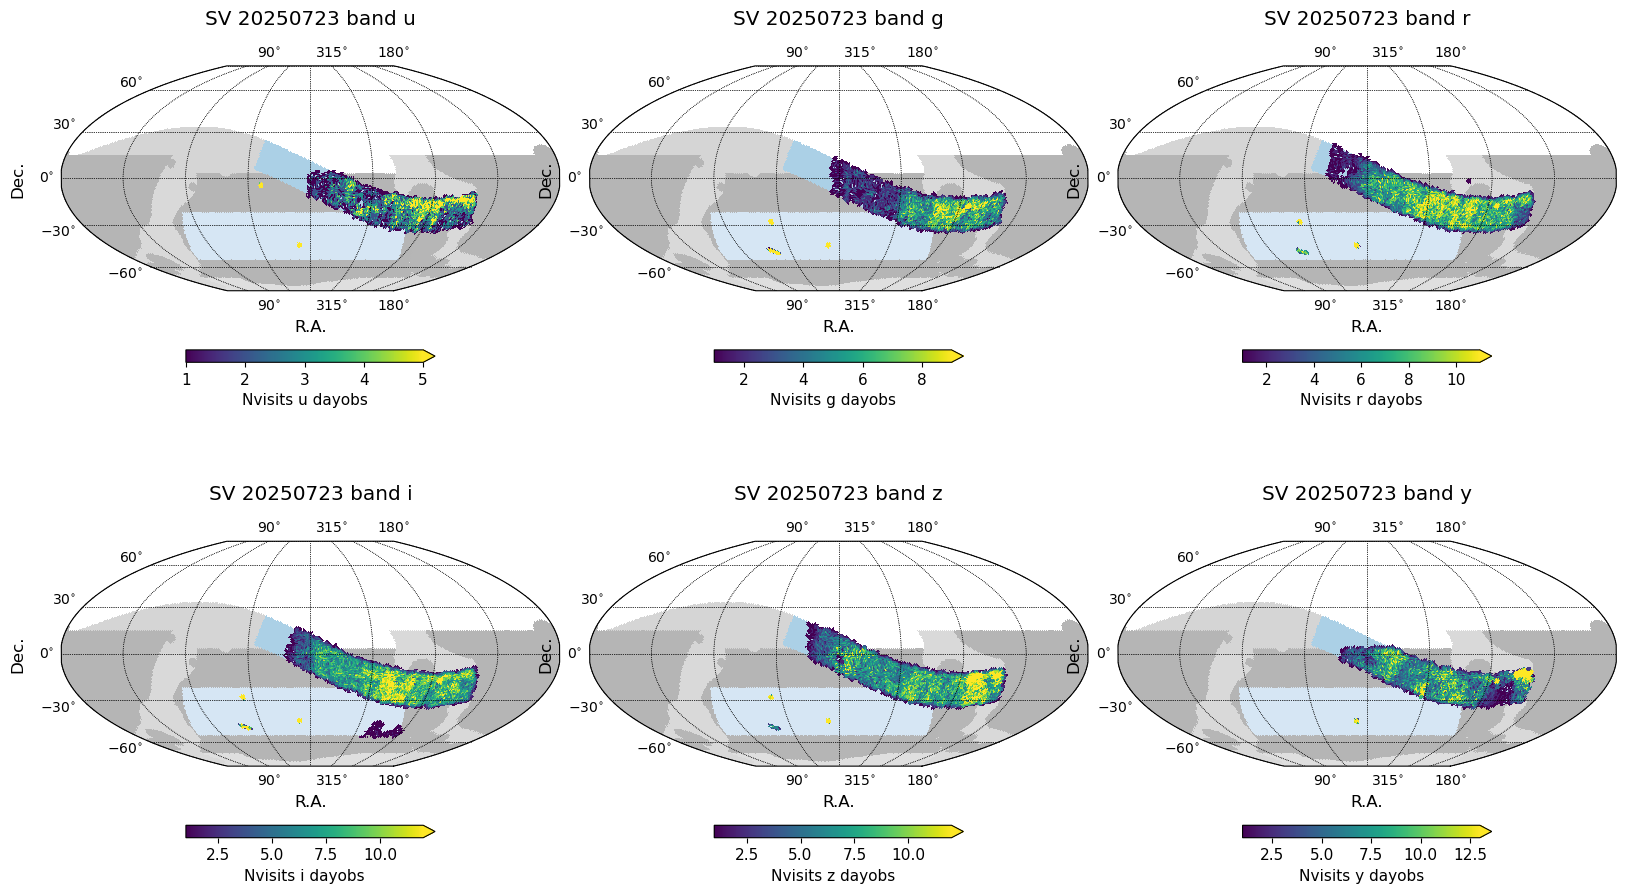 SV 20250723 band u
SV 20250723 band g
SV 20250723 band r
90° 315° 180°
90° 315° 180°
90° 315° 180°
60°
30°
0°
−30°
−60°
Dec.
60°
30°
0°
−30°
−60°
Dec.
60°
30°
0°
−30°
−60°
Dec.
90° 315° 180°
90° 315° 180°
90° 315° 180°
R.A.
R.A.
R.A.
1 2 3 4 5
2 4 6 8
2 4 6 8 10
Nvisits u dayobs
Nvisits g dayobs
Nvisits r dayobs
SV 20250723 band i
SV 20250723 band z
SV 20250723 band y
90° 315° 180°
90° 315° 180°
90° 315° 180°
60°
30°
0°
−30°
−60°
Dec.
60°
30°
0°
−30°
−60°
Dec.
60°
30°
0°
−30°
−60°
Dec.
90° 315° 180°
90° 315° 180°
90° 315° 180°
R.A.
R.A.
R.A.
2.5 5.0 7.5 10.0
2.5 5.0 7.5 10.0
2.5 5.0 7.5 10.0 12.5
Nvisits i dayobs
Nvisits z dayobs
Nvisits y dayobs